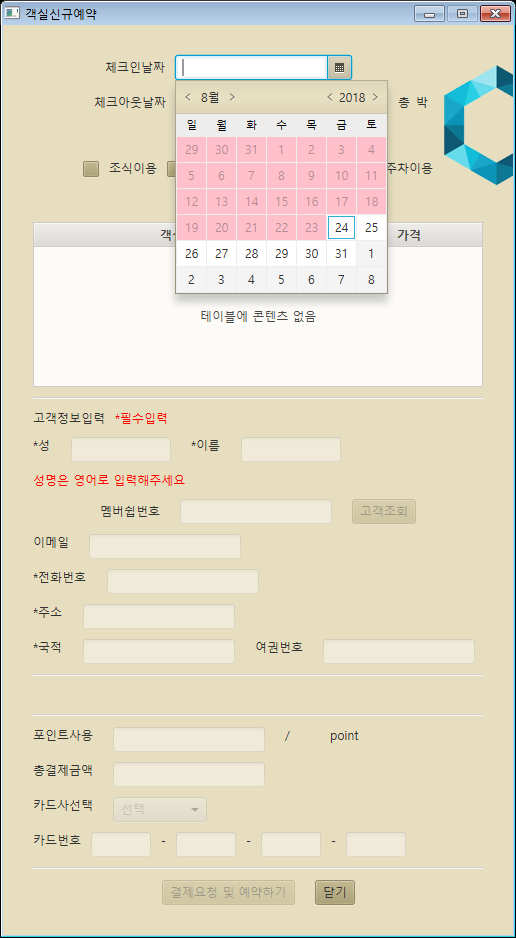 객실신규예약
체크인날짜
체크아웃날짜 총 박
< 8월 > < 2018 >
일 월 화 수 목 금 토
29 30 31 1 2 3 4
5 6 7 8 9 10 11
12 13 14 15 16 17 18
19 20 21 22 23 24 25
26 27 28 29 30 31 1
2 3 4 5 6 7 8
조식이용 주차이용
가격
테이블에 콘텐츠 없음
고객정보입력 *필수입력
*성 *이름
성명은 영어로 입력해주세요
멤버쉽번호 고객조회
이메일
*전화번호
*주소
*국적 여권번호
포인트사용 / point
총결제금액
카드사선택 선택
카드번호 - - -
결제요청 및 예약하기 닫기